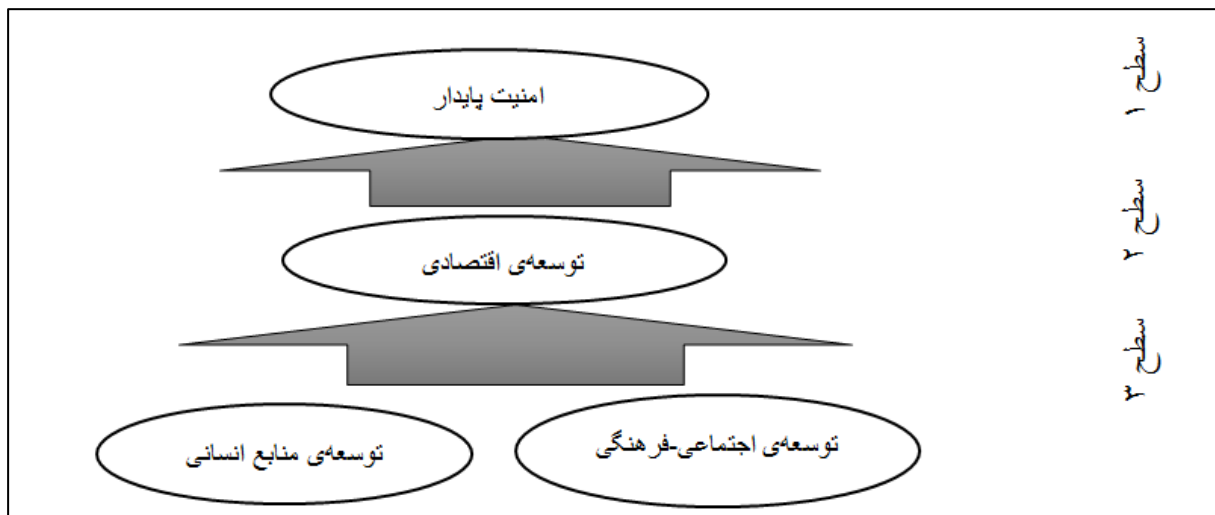 امنیت پایدار
سطح ۱
توسعه‌ی اقتصادی
سطح ۲
سطح ۳
توسعه‌ی اجتماعی-فرهنگی
توسعه‌ی منابع انسانی